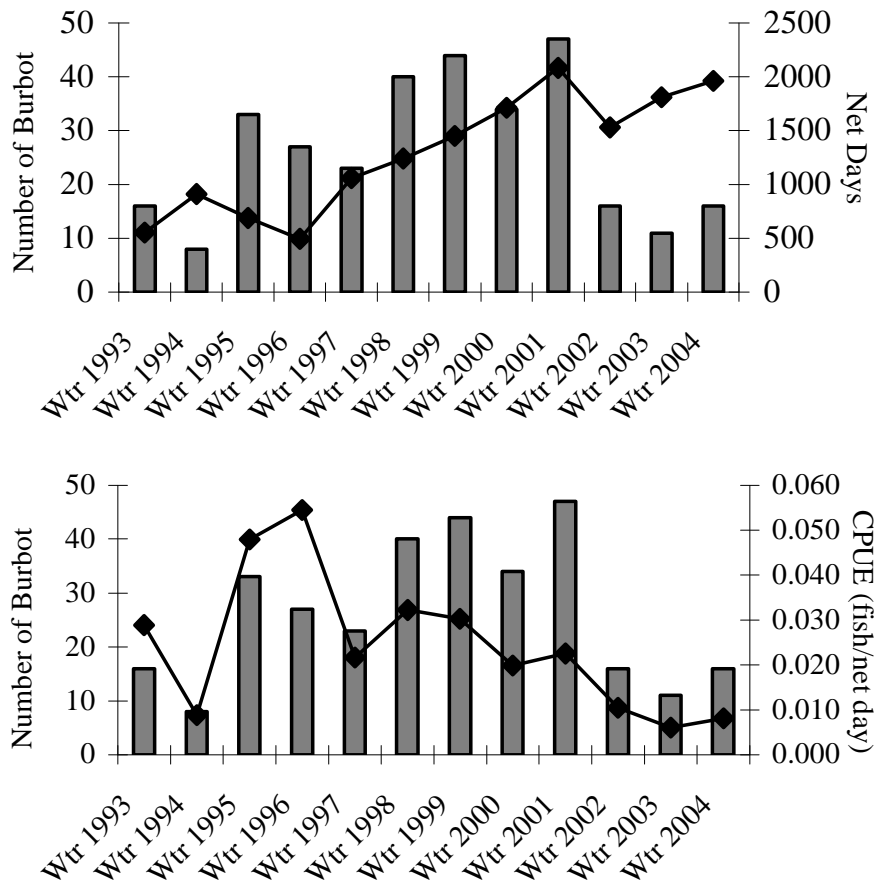 50
40
30
20
10
0
Number of Burbot
2500
2000
1500
1000
500
0
Net Days
Wtr 1993
Wtr 1994
Wtr 1995
Wtr 1996
Wtr 1997
Wtr 1998
Wtr 1999
Wtr 2000
Wtr 2001
Wtr 2002
Wtr 2003
Wtr 2004
50
40
30
20
10
0
Number of Burbot
0.060
0.050
0.040
0.030
0.020
0.010
0.000
CPUE (fish/net day)
Wtr 1993
Wtr 1994
Wtr 1995
Wtr 1996
Wtr 1997
Wtr 1998
Wtr 1999
Wtr 2000
Wtr 2001
Wtr 2002
Wtr 2003
Wtr 2004